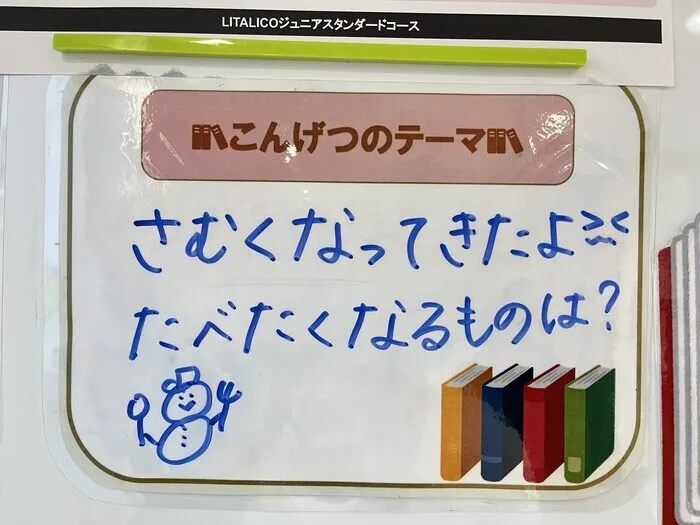 LITALICOジュニアスタンダードコース
こんげつのテーマ
さむくなってきたよ
たべたくなるものは？